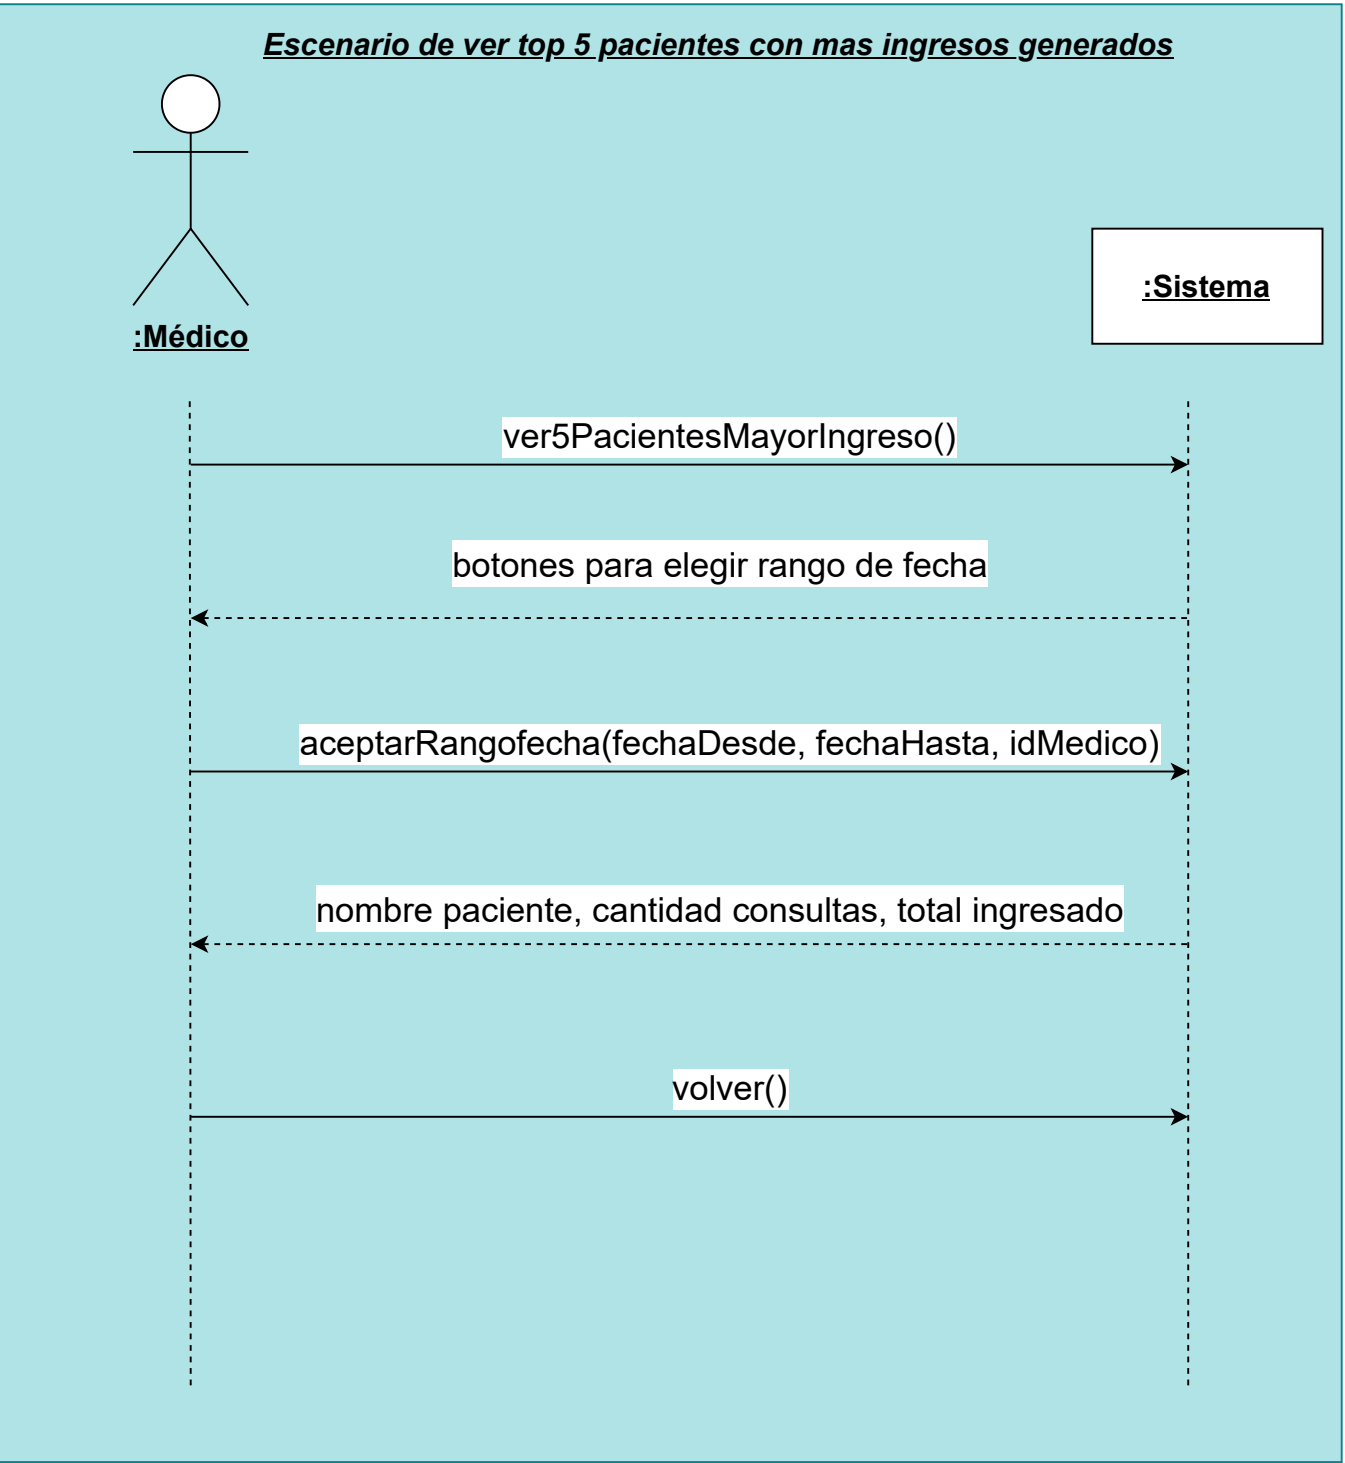 Escenario de ver top 5 pacientes con mas ingresos generados
:Sistema
:Médico
ver5PacientesMayorIngreso()
botones para elegir rango de fecha
aceptarRangofecha(fechaDesde, fechaHasta, idMedico)
nombre paciente, cantidad consultas, total ingresado
volver()